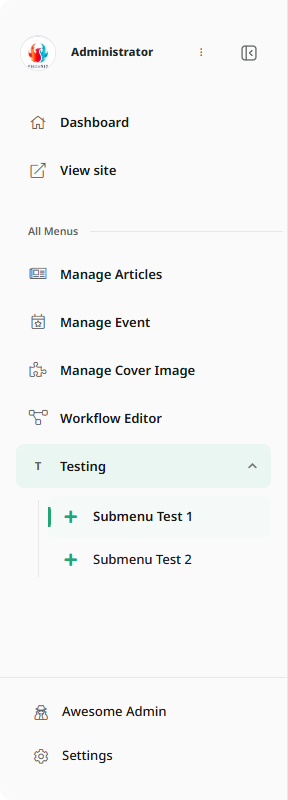 Administrator
Dashboard
View site
All Menus
Manage Articles
Manage Event
Manage Cover Image
Workflow Editor
T Testing
Submenu Test 1
Submenu Test 2
Awesome Admin
Settings